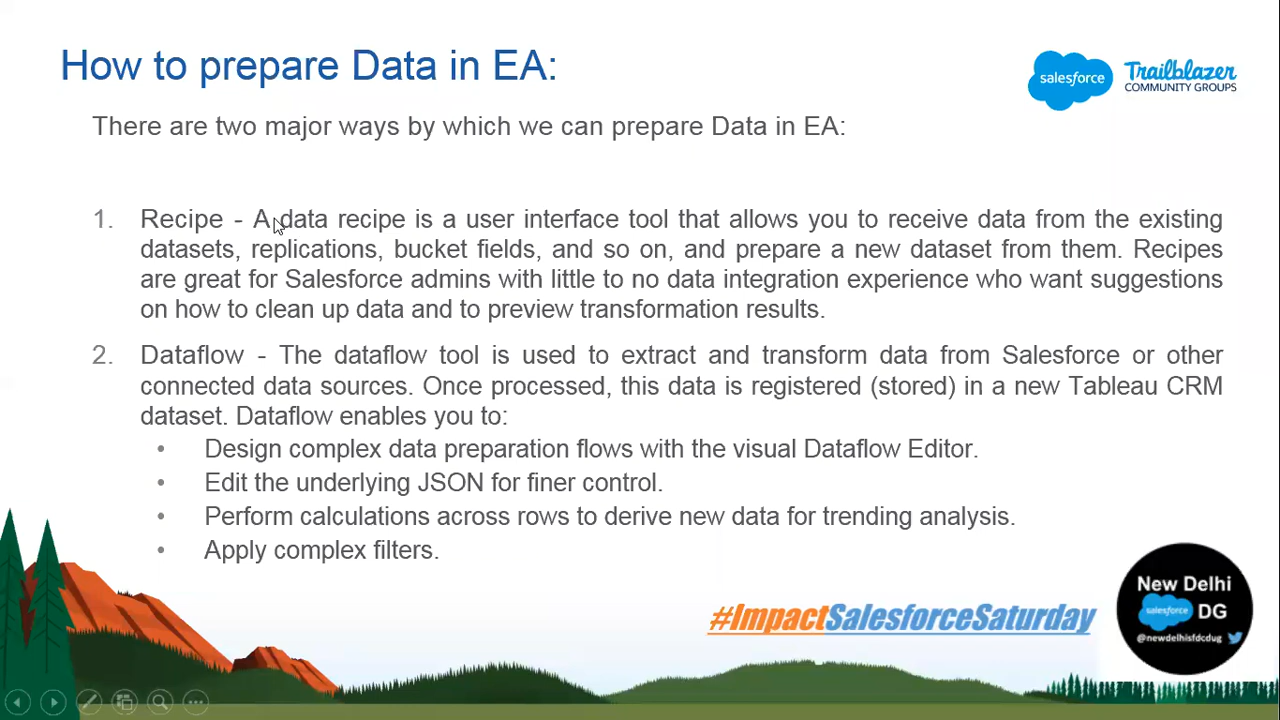 How to prepare Data in EA:
salesforce
Trailblazer
COMMUNITY GROUPS
There are two major ways by which we can prepare Data in EA:
1. Recipe - A data recipe is a user interface tool that allows you to receive data from the existing
datasets, replications, bucket fields, and so on, and prepare a new dataset from them. Recipes
are great for Salesforce admins with little to no data integration experience who want suggestions
on how to clean up data and to preview transformation results.
2. Dataflow - The dataflow tool is used to extract and transform data from Salesforce or other
connected data sources. Once processed, this data is registered (stored) in a new Tableau CRM
dataset. Dataflow enables you to:
• Design complex data preparation flows with the visual Dataflow Editor.
• Edit the underlying JSON for finer control.
• Perform calculations across rows to derive new data for trending analysis.
• Apply complex filters.
#ImpactSalesforceSaturday
New Delhi
salesforce DG
@newdelhisfdcdug